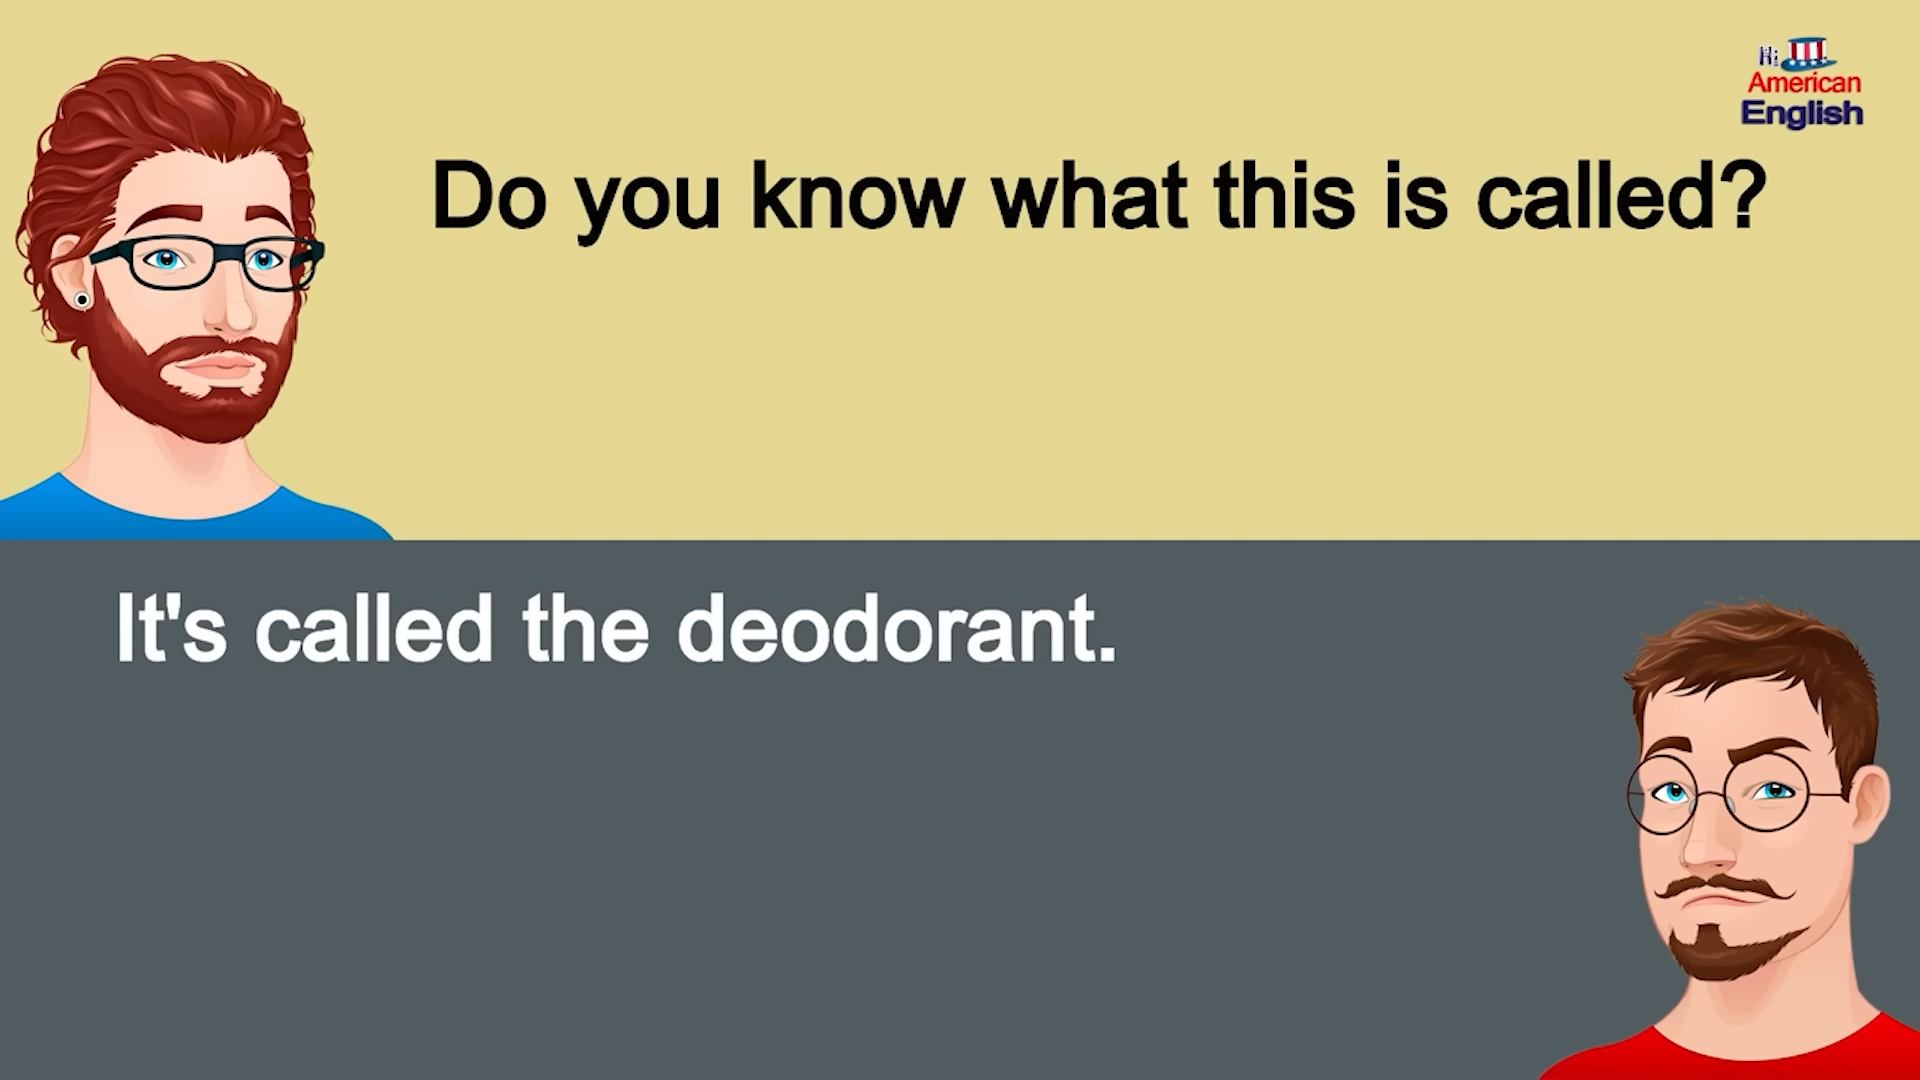 Hi
American
English
Do you know what this is called?
It's called the deodorant.